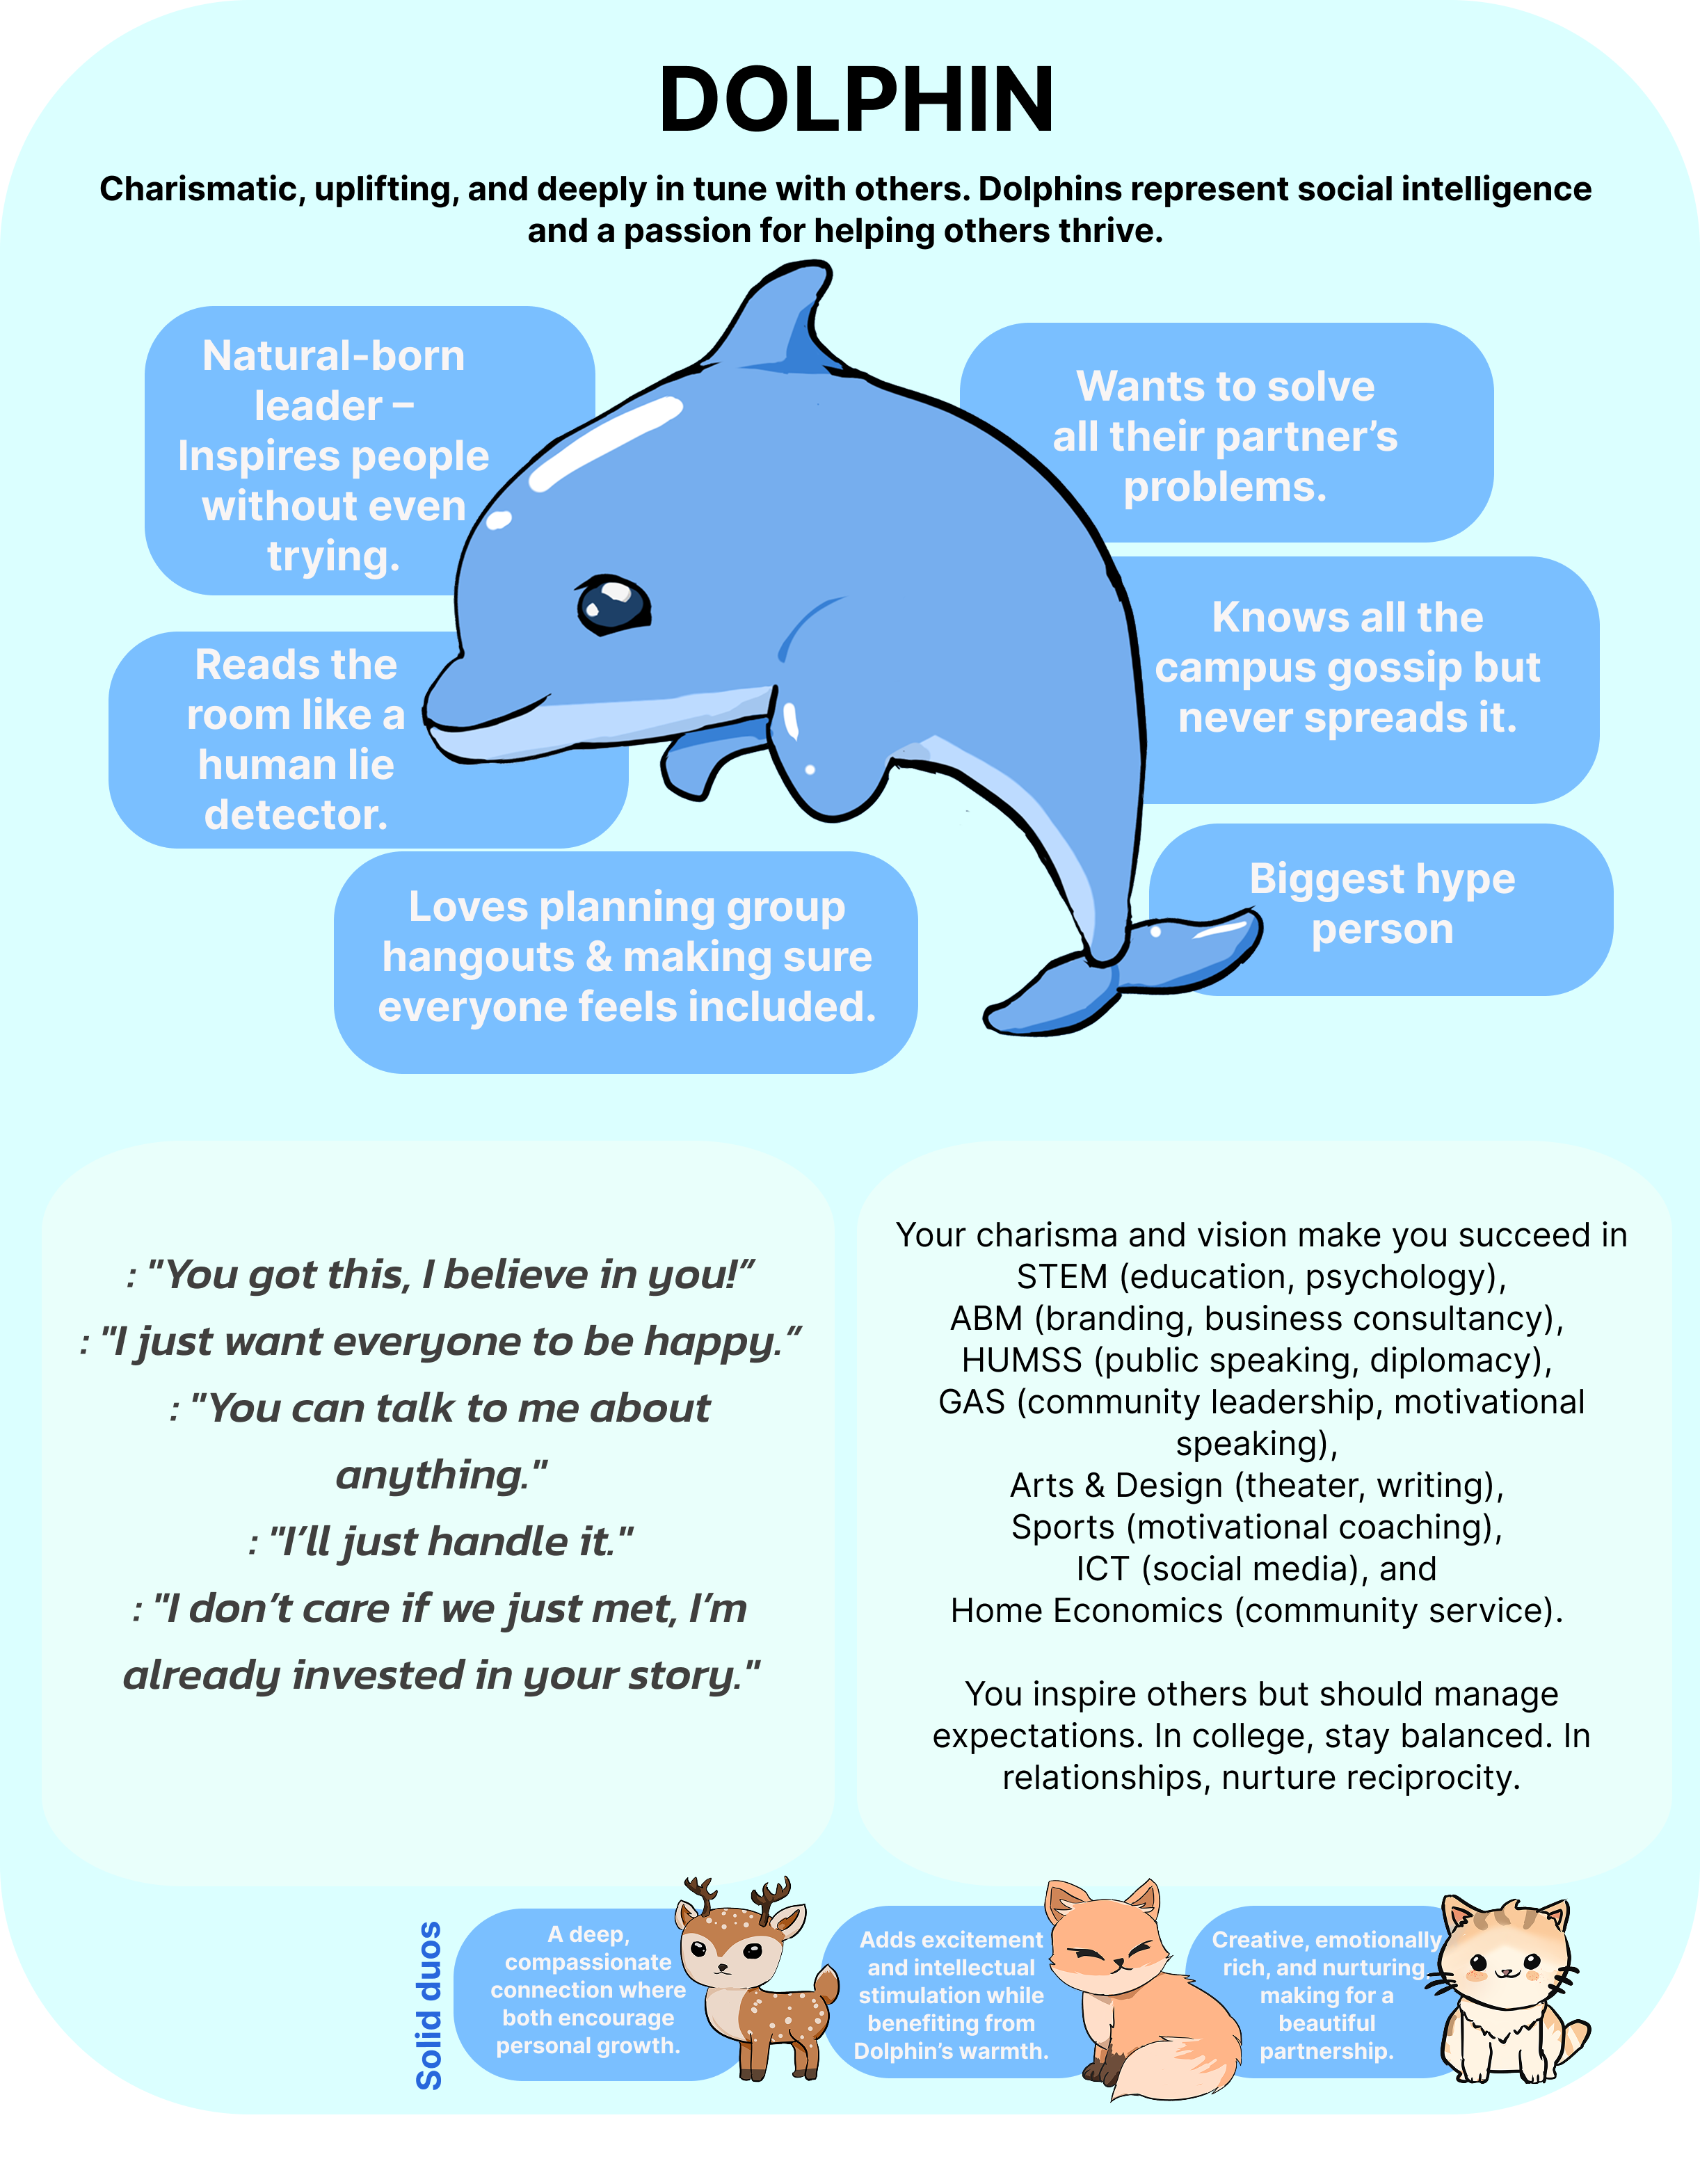 DOLPHIN
Charismatic, uplifting, and deeply in tune with others. Dolphins represent social intelligence
and a passion for helping others thrive.
Natural-born
leader –
Inspires people
without even
trying.
Wants to solve
all their partner’s
problems.
Reads the
room like a
human lie
detector.
Knows all the
campus gossip but
never spreads it.
Loves planning group
hangouts & making sure
everyone feels included.
Biggest hype
person
: "You got this, I believe in you!”
: "I just want everyone to be happy.”
: "You can talk to me about
anything."
: "I’ll just handle it."
: "I don’t care if we just met, I’m
already invested in your story."
Your charisma and vision make you succeed in
STEM (education, psychology),
ABM (branding, business consultancy),
HUMSS (public speaking, diplomacy),
GAS (community leadership, motivational
speaking),
Arts & Design (theater, writing),
Sports (motivational coaching),
ICT (social media), and
Home Economics (community service).
You inspire others but should manage
expectations. In college, stay balanced. In
relationships, nurture reciprocity.
Solid duos
A deep,
compassionate
connection where
both encourage
personal growth.
Adds excitement
and intellectual
stimulation while
benefiting from
Dolphin’s warmth.
Creative, emotionally
rich, and nurturing,
making for a
beautiful
partnership.